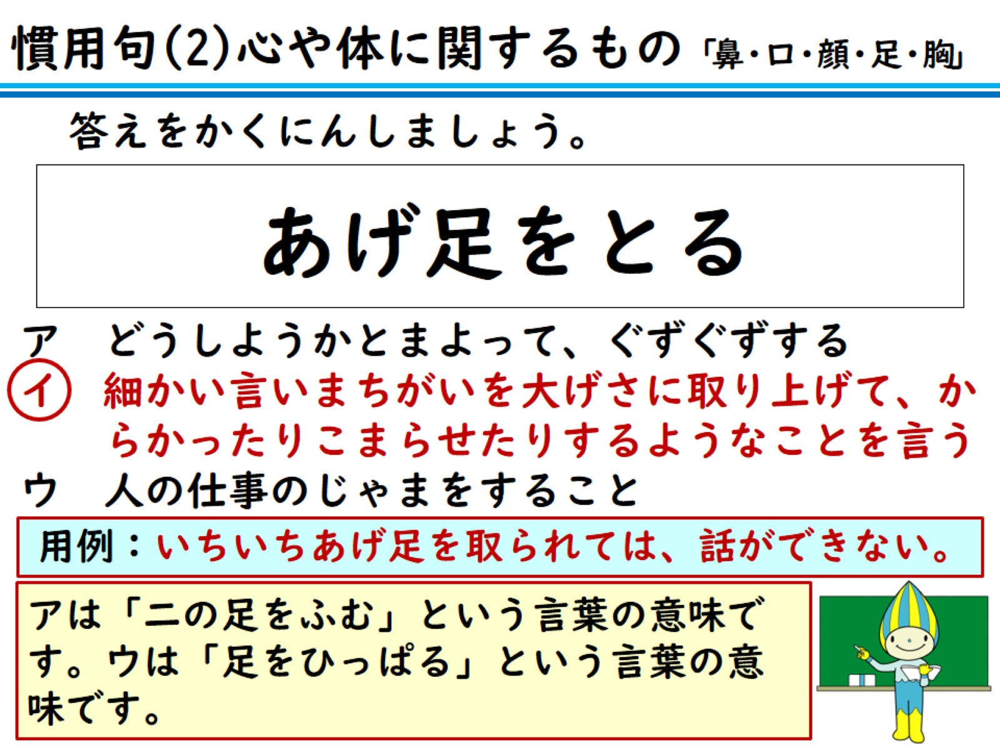 慣用句(2)心や体に関するもの「鼻・口・顔・足・胸」
答えをかくにんしましょう。
あげ足をとる
ア　どうしようかとまよって、ぐずぐずする
イ　細かい言いまちがいを大げさに取り上げて、か
らかったりこまらせたりするようなことを言う
ウ　人の仕事のじゃまをすること
用例：いちいちあげ足を取られては、話ができない。
アは「二の足をふむ」という言葉の意味で
す。ウは「足をひっぱる」という言葉の意
味です。